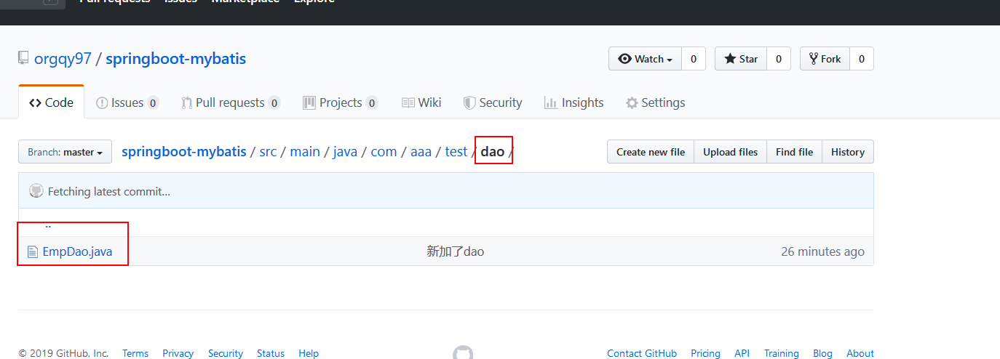 Pull requests Issues Marketplace Explore
orgqy97 / springboot-mybatis
Watch 0 Star 0 Fork 0
Code Issues 0 Pull requests 0 Projects 0 Wiki Security Insights Settings
Branch: master springboot-mybatis / src / main / java / com / aaa / test / dao / Create new file Upload files Find file History
Fetching latest commit...
..
EmpDao.java 新加了dao 26 minutes ago
© 2019 GitHub, Inc. Terms Privacy Security Status Help Contact GitHub Pricing API Training Blog About